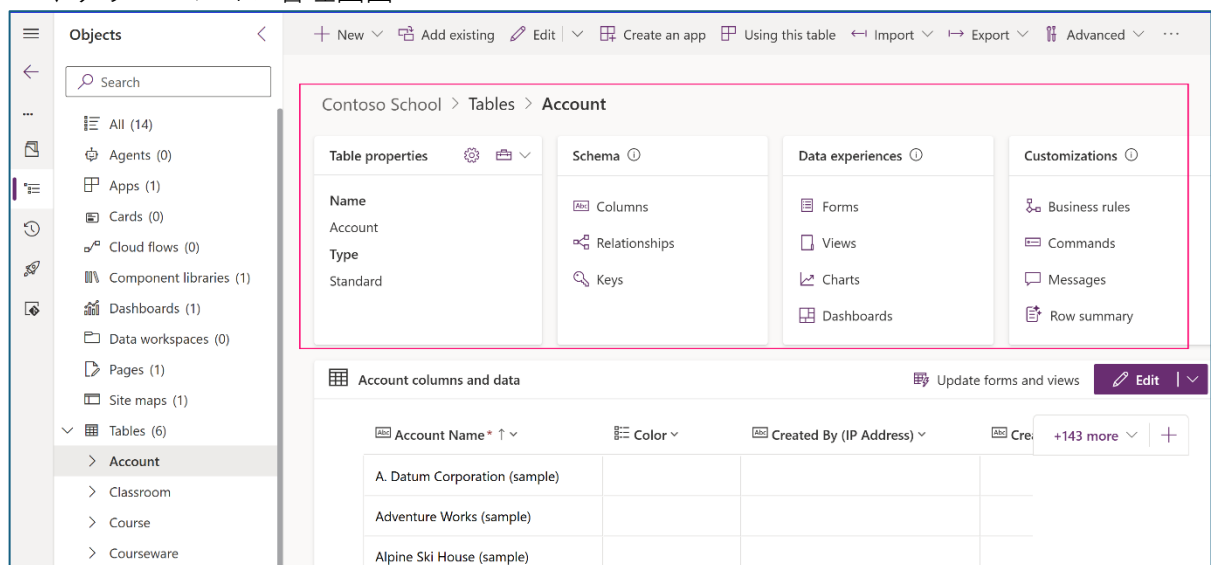 管理画面
Objects
New
Add existing
Edit
Create an app
Using this table
Import
Export
Advanced
Search
All (14)
Agents (0)
Apps (1)
Cards (0)
Cloud flows (0)
Component libraries (1)
Dashboards (1)
Data workspaces (0)
Pages (1)
Site maps (1)
Tables (6)
Account
Classroom
Course
Courseware
Contoso School > Tables > Account
Table properties
Name
Account
Type
Standard
Schema
Columns
Relationships
Keys
Data experiences
Forms
Views
Charts
Dashboards
Customizations
Business rules
Commands
Messages
Row summary
Account columns and data
Update forms and views
Edit
Account Name* ↑
Color
Created By (IP Address)
Cre
+143 more
A. Datum Corporation (sample)
Adventure Works (sample)
Alpine Ski House (sample)